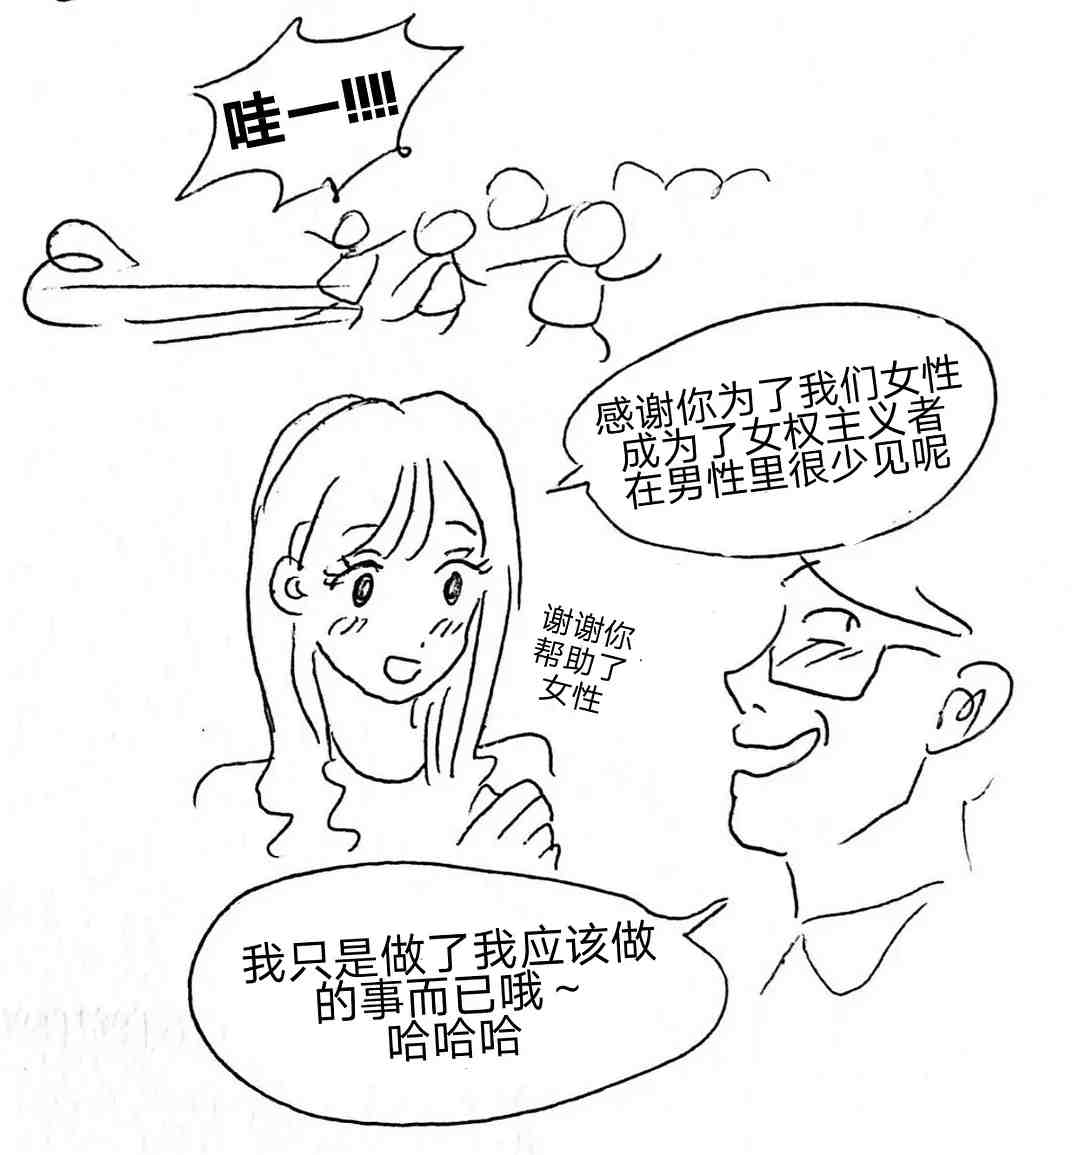 哇一!!!!!
感谢你为了我们女性
成为了女权主义者
在男性里很少见呢
谢谢你
帮助了
女性
我只是做了我应该做
的事而已哦～
哈哈哈